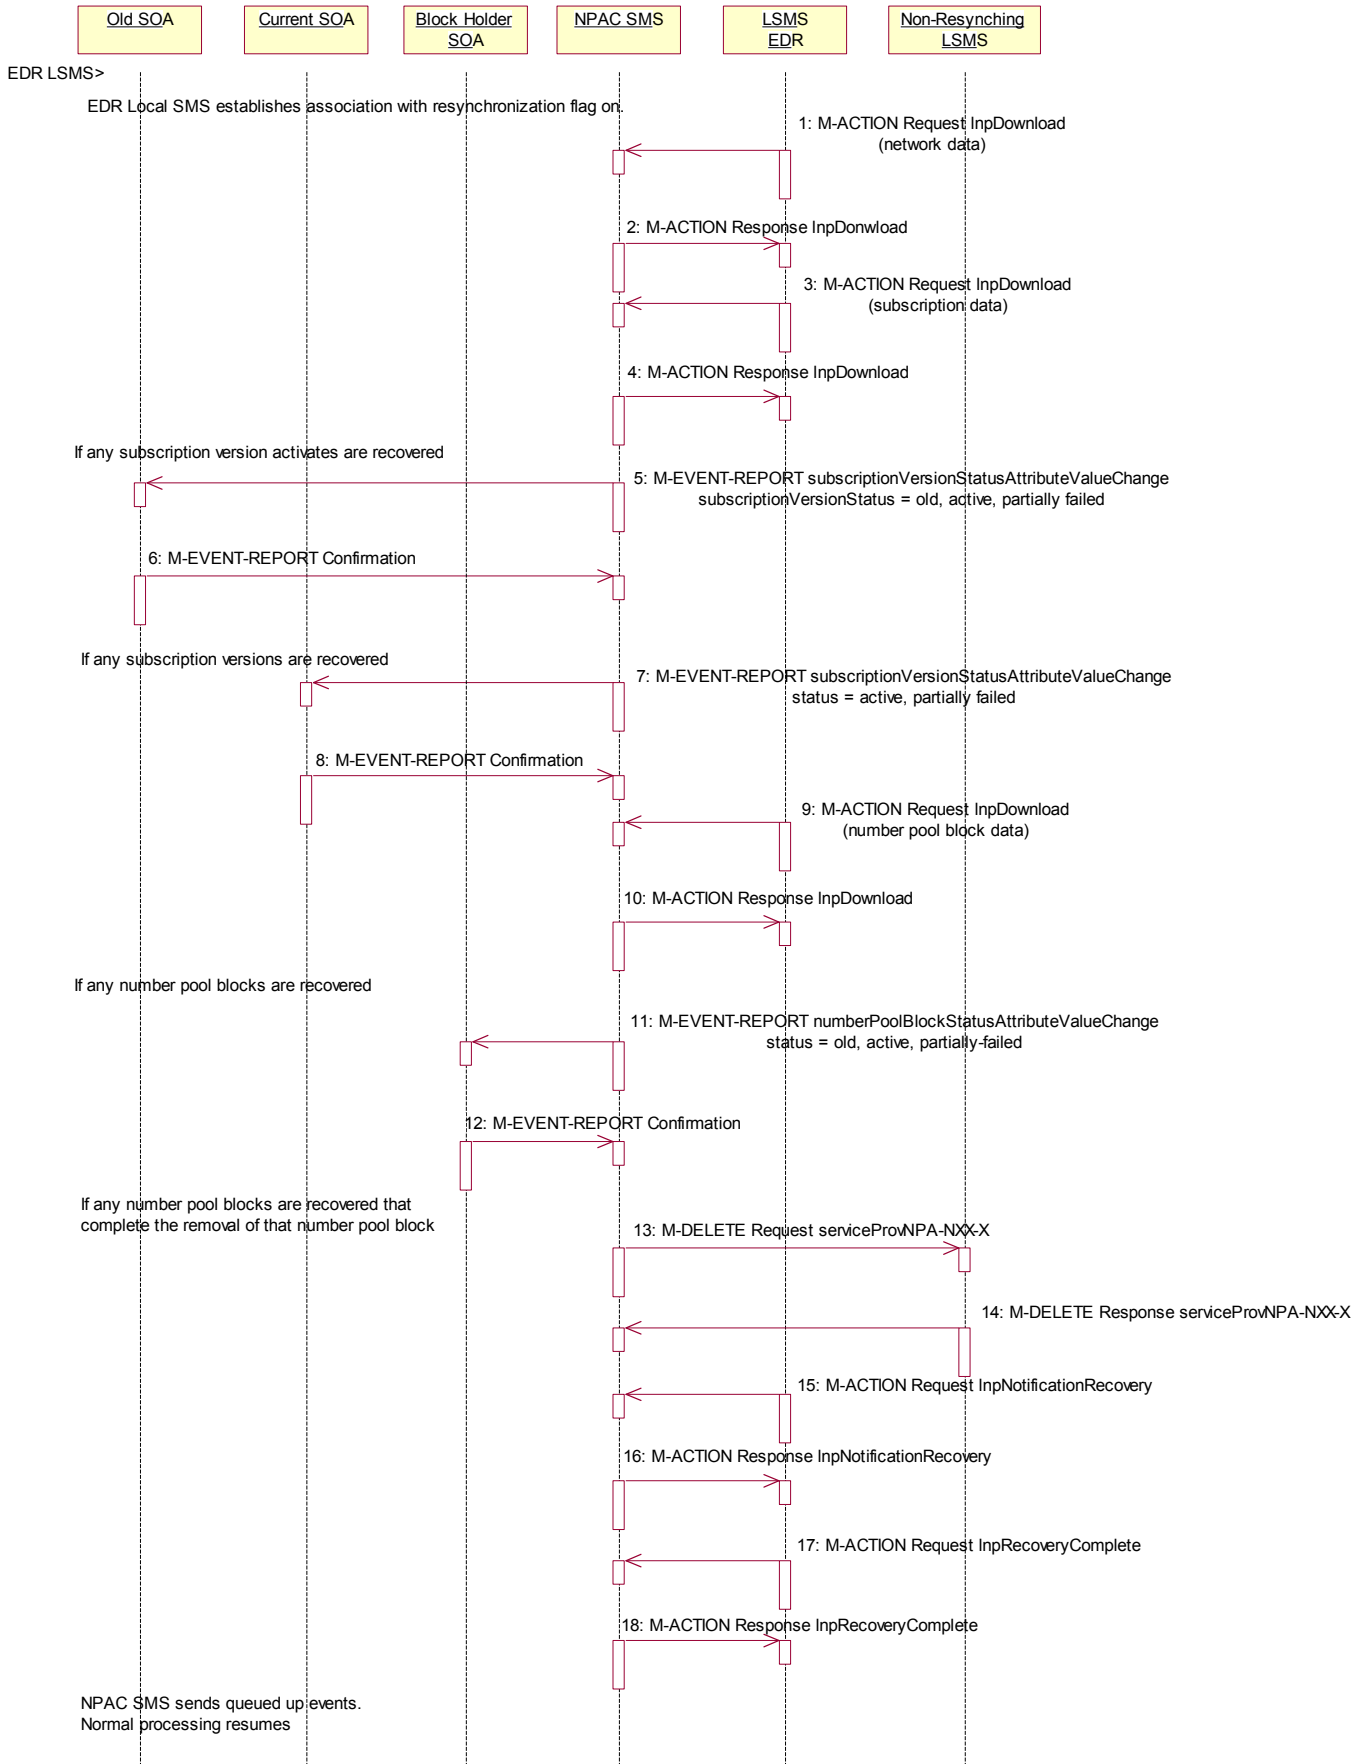 Old SOA
Current SOA
Block Holder
SOA
NPAC SMS
LSMS
EDR
Non-Resynching
LSMS
EDR LSMS>
EDR Local SMS establishes association with resynchronization flag on.
1: M-ACTION Request lnpDownload
(network data)
2: M-ACTION Response lnpDonwload
3: M-ACTION Request lnpDownload
(subscription data)
4: M-ACTION Response lnpDownload
If any subscription version activates are recovered
5: M-EVENT-REPORT subscriptionVersionStatusAttributeValueChange
subscriptionVersionStatus = old, active, partially failed
6: M-EVENT-REPORT Confirmation
If any subscription versions are recovered
7: M-EVENT-REPORT subscriptionVersionStatusAttributeValueChange
status = active, partially failed
8: M-EVENT-REPORT Confirmation
9: M-ACTION Request lnpDownload
(number pool block data)
10: M-ACTION Response lnpDownload
If any number pool blocks are recovered
11: M-EVENT-REPORT numberPoolBlockStatusAttributeValueChange
status = old, active, partially-failed
12: M-EVENT-REPORT Confirmation
If any number pool blocks are recovered that
complete the removal of that number pool block
13: M-DELETE Request serviceProvNPA-NXX-X
14: M-DELETE Response serviceProvNPA-NXX-X
15: M-ACTION Request lnpNotificationRecovery
16: M-ACTION Response lnpNotificationRecovery
17: M-ACTION Request lnpRecoveryComplete
18: M-ACTION Response lnpRecoveryComplete
NPAC SMS sends queued up events.
Normal processing resumes